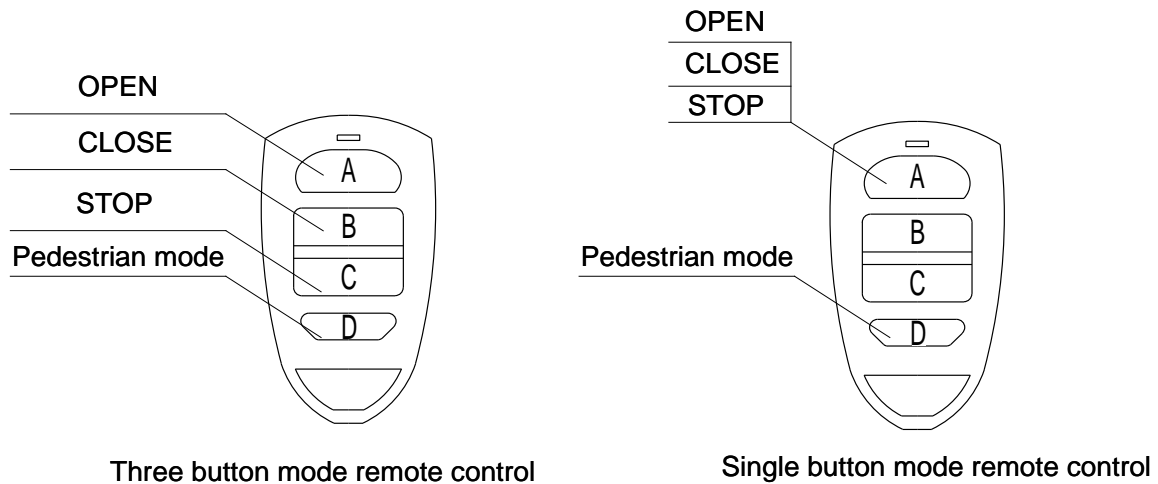 OPEN
CLOSE
STOP
Pedestrian mode
A
B
C
D
Three button mode remote control
OPEN
CLOSE
STOP
Pedestrian mode
A
B
C
D
Single button mode remote control